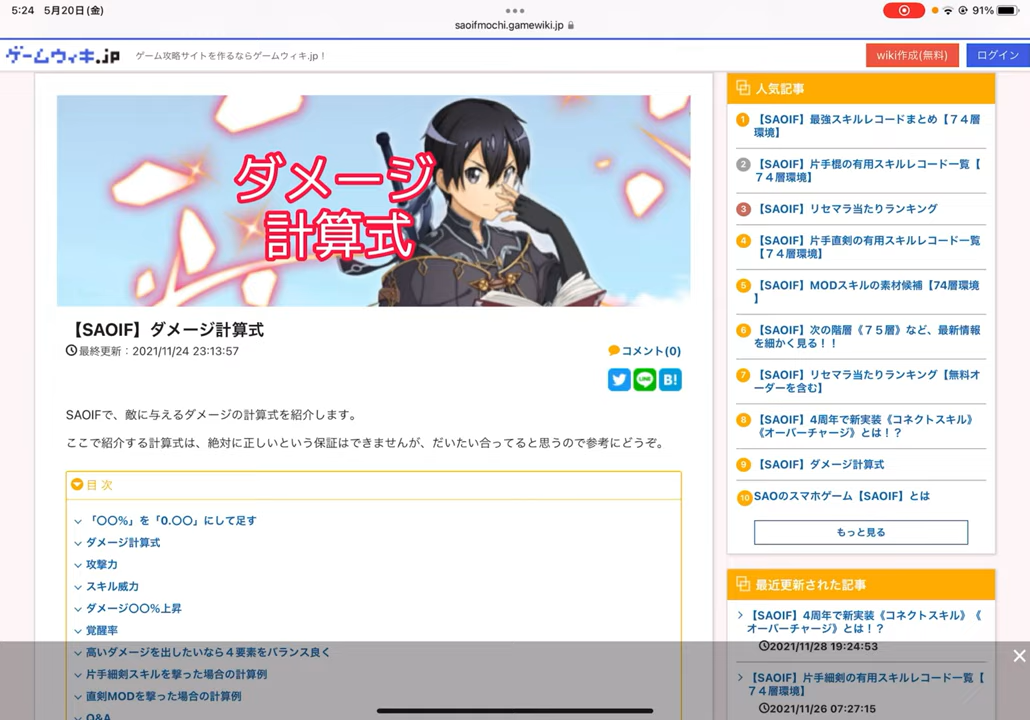 5:24 5月20日(金)
saoifmochi.gamewiki.jp
91%
ゲームウィキ.jp
ゲーム攻略サイトを作るならゲームウィキ.jp！
wiki作成(無料)
ログイン
ダメージ
計算式
【SAOIF】ダメージ計算式
最終更新：2021/11/24 23:13:57
コメント(0)
LINE
B!
SAOIFで、敵に与えるダメージの計算式を紹介します。
ここで紹介する計算式は、絶対に正しいという保証はできませんが、だいたい合ってると思うので参考にどうぞ。
目次
「〇〇%」を「0.〇〇」にして足す
ダメージ計算式
攻撃力
スキル威力
ダメージ〇〇%上昇
覚醒率
高いダメージを出したいなら４要素をバランス良く
片手細剣スキルを撃った場合の計算例
直剣MODを撃った場合の計算例
Q&A
人気記事
1 【SAOIF】最強スキルレコードまとめ【７４層
環境】
2 【SAOIF】片手棍の有用スキルレコード一覧【
７４層環境】
3 【SAOIF】リセマラ当たりランキング
4 【SAOIF】片手直剣の有用スキルレコード一覧
【７４層環境】
5 【SAOIF】MODスキルの素材候補【74層環境
】
6 【SAOIF】次の階層《７５層》など、最新情報
を細かく見る！！
7 【SAOIF】リセマラ当たりランキング【無料オ
ーダーを含む】
8 【SAOIF】4周年で新実装《コネクトスキル》
《オーバーチャージ》とは！？
9 【SAOIF】ダメージ計算式
10 SAOのスマホゲーム【SAOIF】とは
もっと見る
最近更新された記事
【SAOIF】4周年で新実装《コネクトスキル》《
オーバーチャージ》とは！？
2021/11/28 19:24:53
【SAOIF】片手細剣の有用スキルレコード一覧【
７４層環境】
2021/11/26 07:27:15